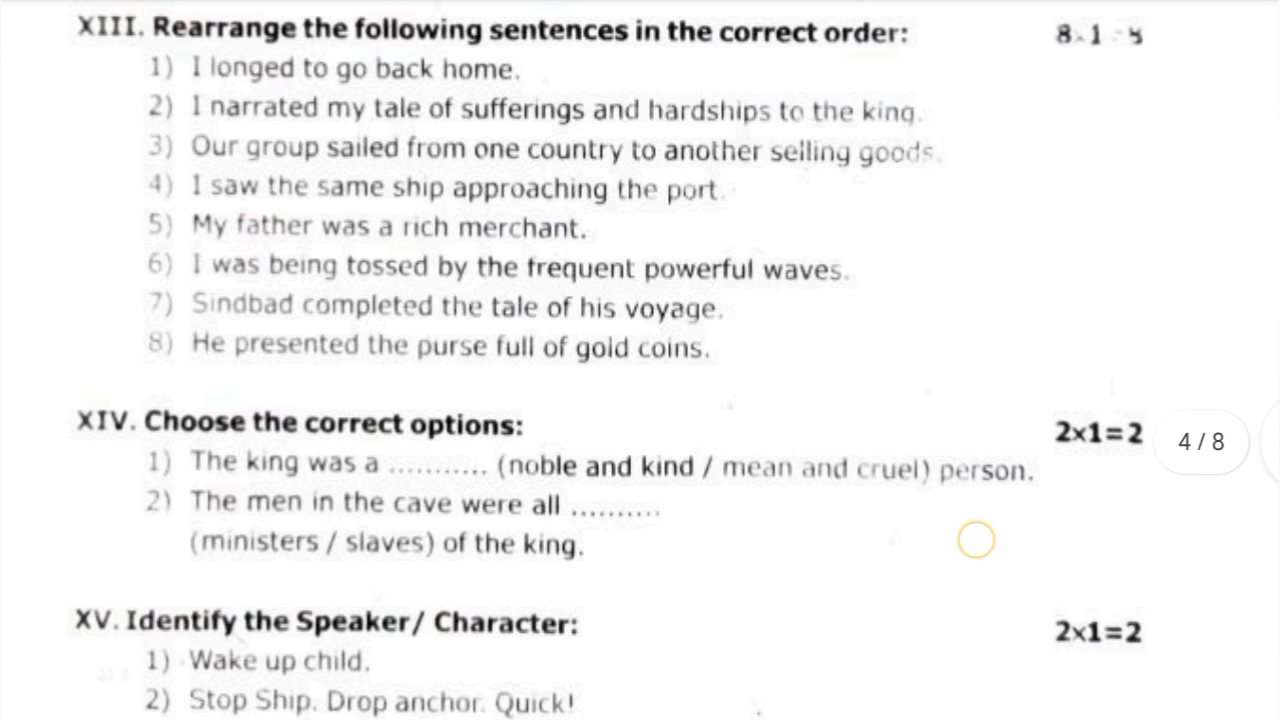 XIII. Rearrange the following sentences in the correct order:
1) I longed to go back home.
2) I narrated my tale of sufferings and hardships to the king.
3) Our group sailed from one country to another selling goods.
4) I saw the same ship approaching the port.
5) My father was a rich merchant.
6) I was being tossed by the frequent powerful waves.
7) Sindbad completed the tale of his voyage.
8) He presented the purse full of gold coins.
XIV. Choose the correct options: 2×1=2
4 / 8
1) The king was a ........... (noble and kind / mean and cruel) person.
2) The men in the cave were all ..........
(ministers / slaves) of the king.
XV. Identify the Speaker/ Character: 2×1=2
1) Wake up child.
2) Stop Ship. Drop anchor. Quick!